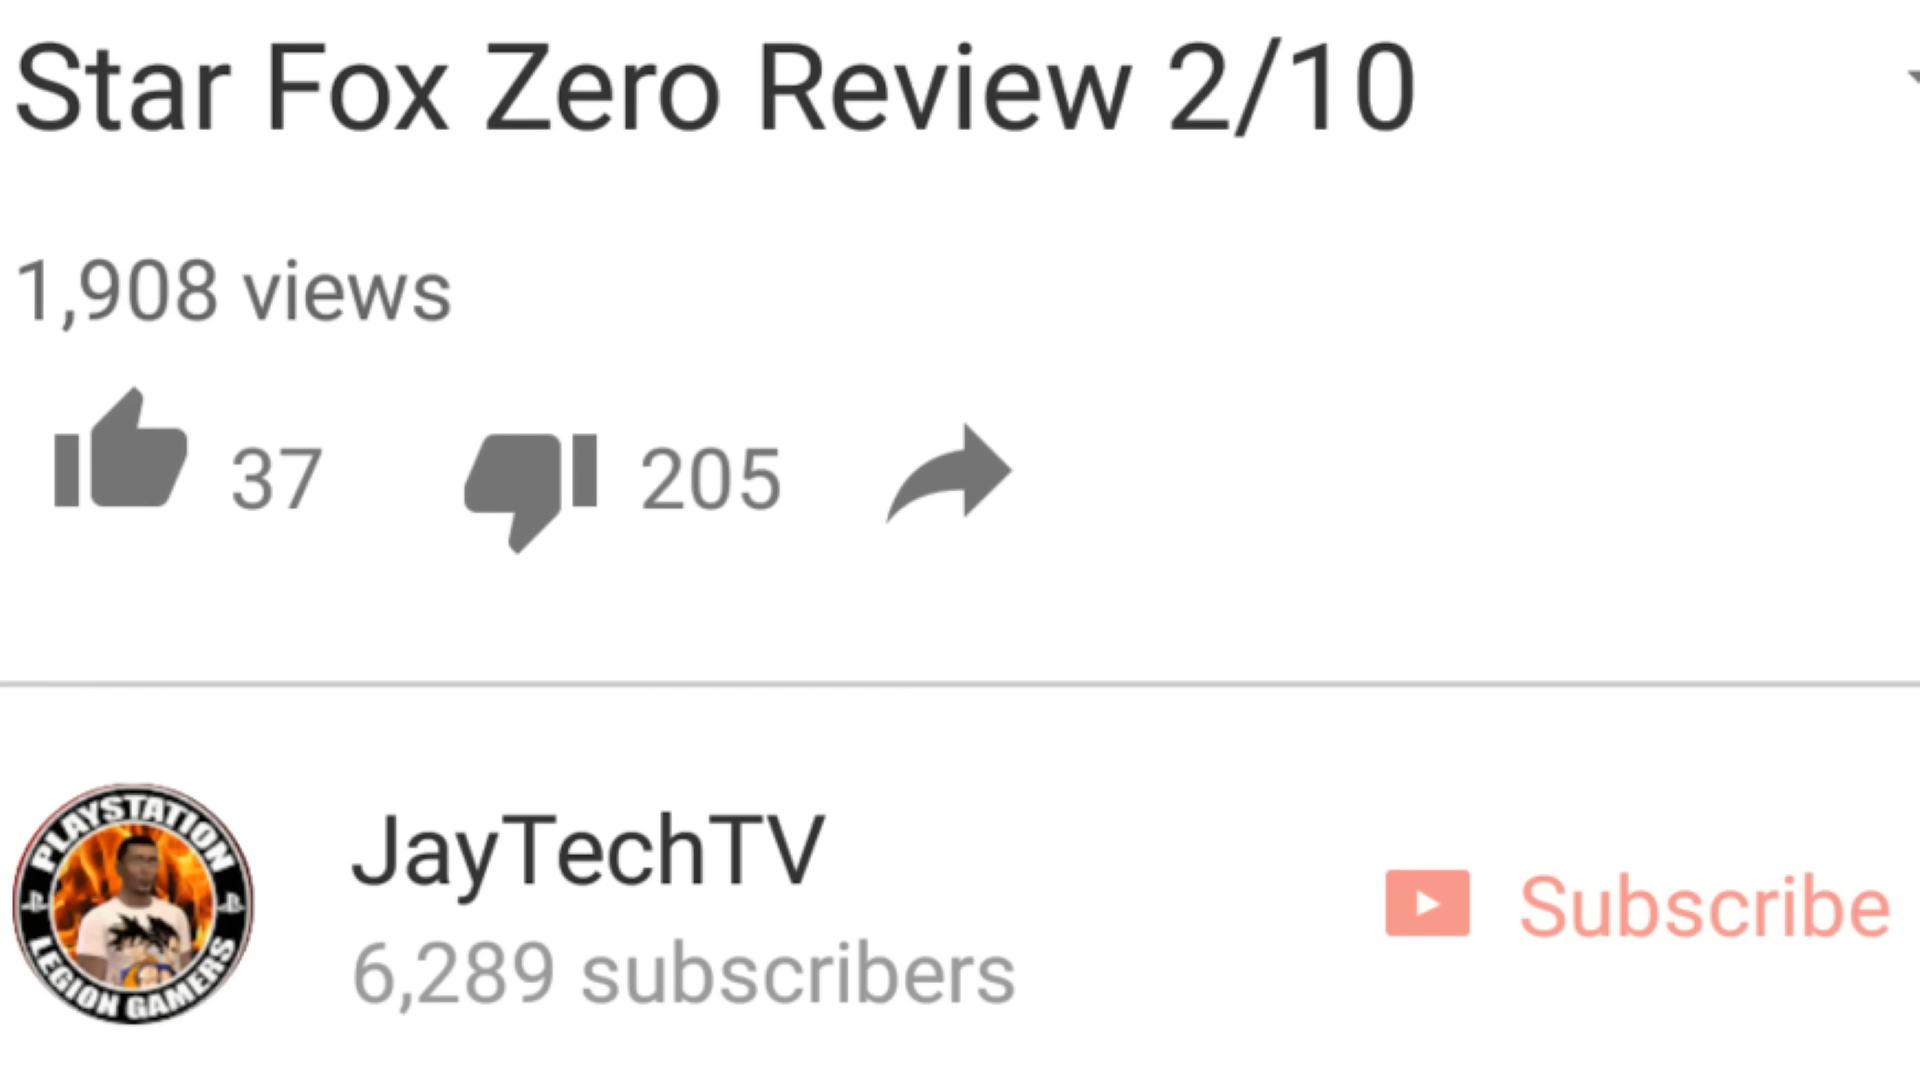 Star Fox Zero Review 2/10
1,908 views
37 205
PLAYSTATION
LEGION GAMERS
JayTechTV
6,289 subscribers
Subscribe